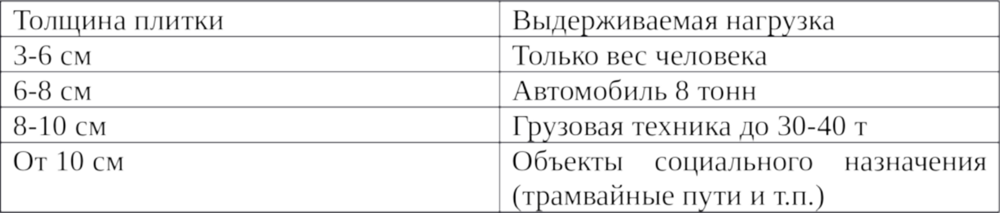 Толщина плитки
Выдерживаемая нагрузка
3-6 см
Только вес человека
6-8 см
Автомобиль 8 тонн
8-10 см
Грузовая техника до 30-40 т
От 10 см
Объекты социального назначения
(трамвайные пути и т.п.)